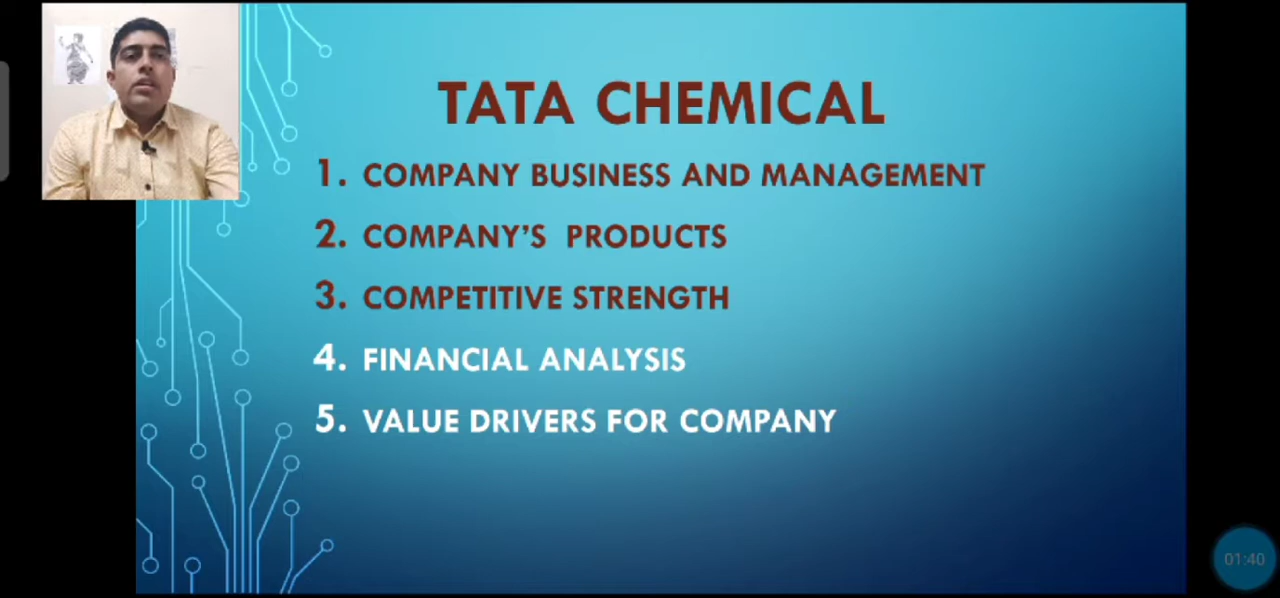 TATA CHEMICAL
1. COMPANY BUSINESS AND MANAGEMENT
2. COMPANY’S PRODUCTS
3. COMPETITIVE STRENGTH
4. FINANCIAL ANALYSIS
5. VALUE DRIVERS FOR COMPANY
01:40